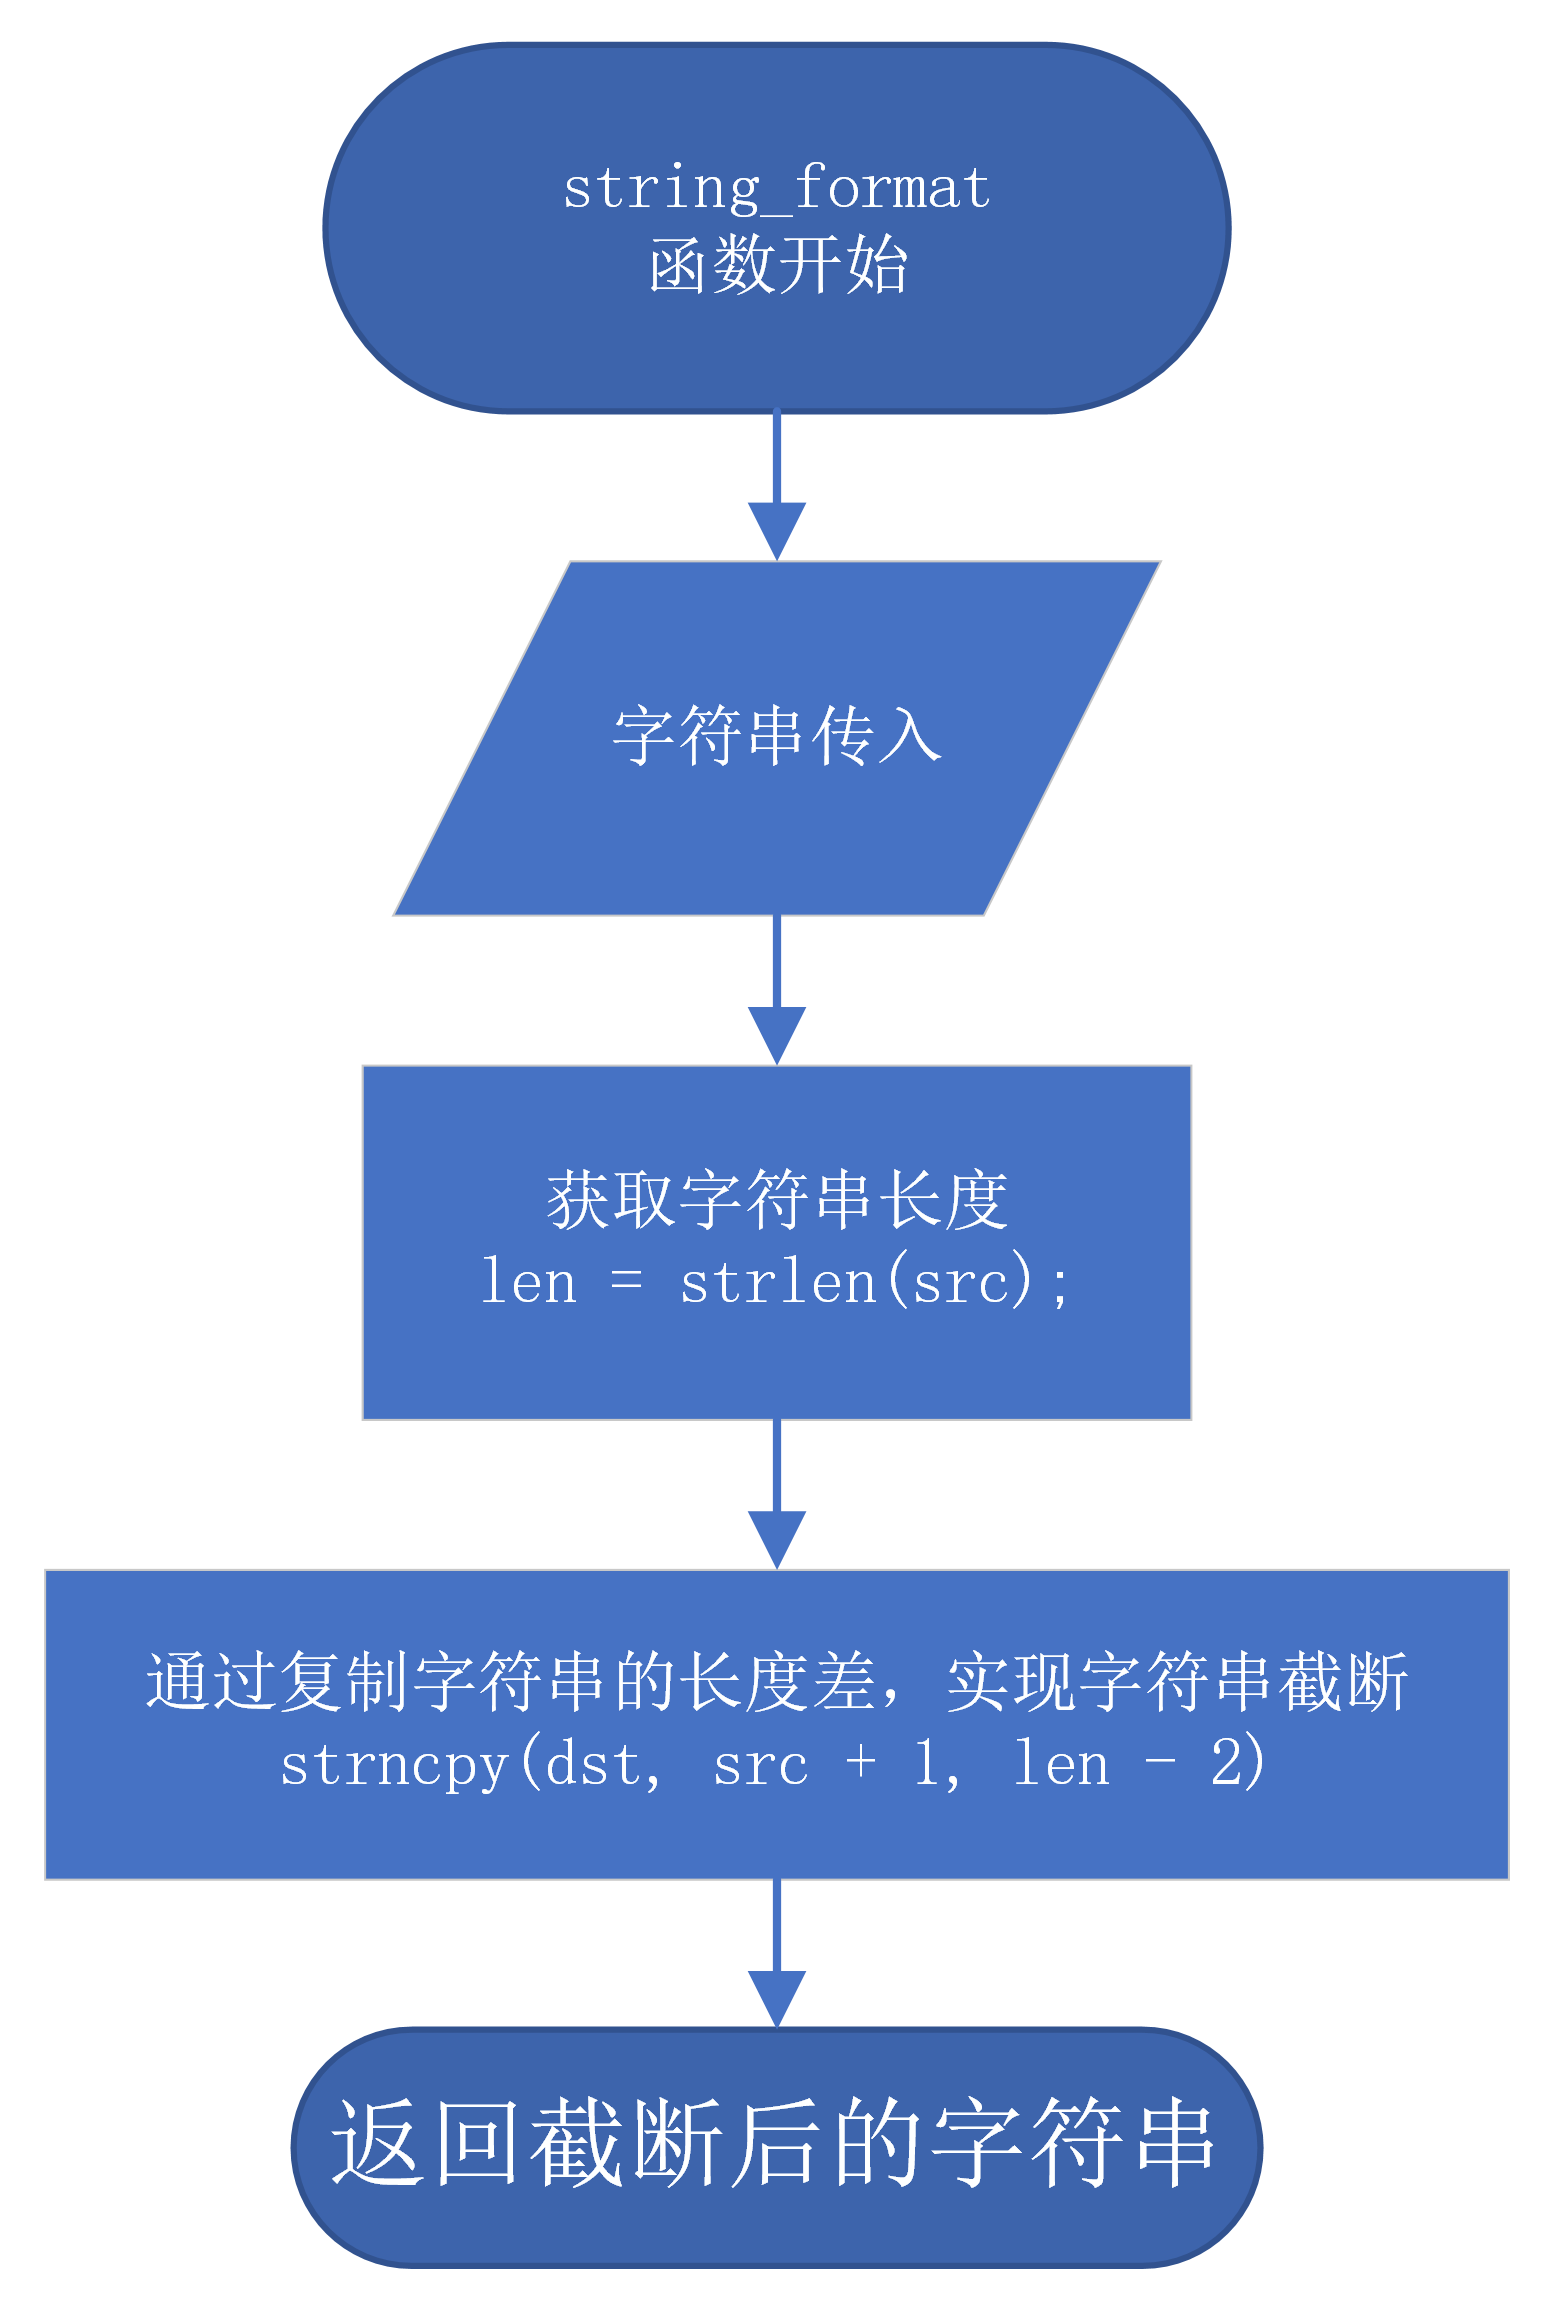 string_format
函数开始
字符串传入
获取字符串长度
len = strlen(src);
通过复制字符串的长度差，实现字符串截断
strncpy(dst, src + 1, len - 2)
返回截断后的字符串